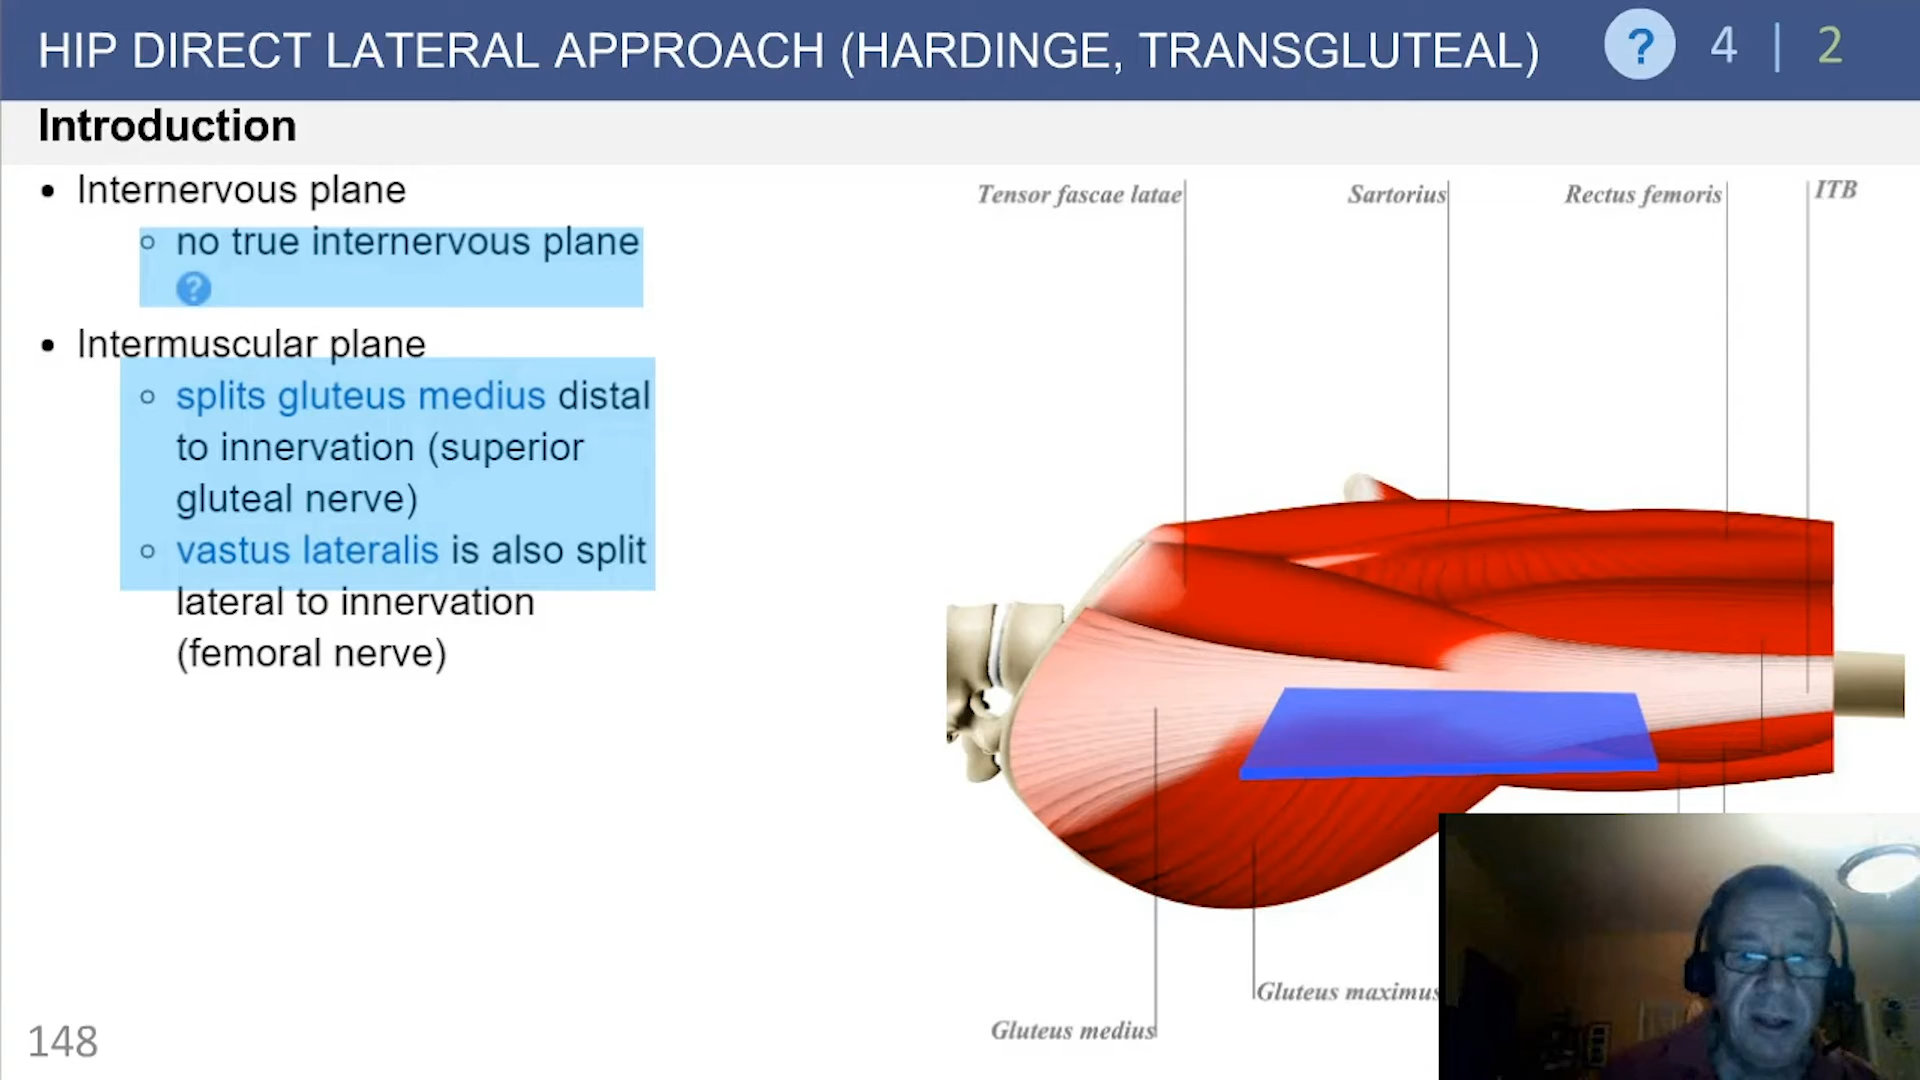 HIP DIRECT LATERAL APPROACH (HARDINGE, TRANSGLUTEAL) ? 4 | 2
Introduction
• Internervous plane
○ no true internervous plane
?
• Intermuscular plane
○ splits gluteus medius distal
to innervation (superior
gluteal nerve)
○ vastus lateralis is also split
lateral to innervation
(femoral nerve)
Tensor fascae latae
Sartorius
Rectus femoris
ITB
Gluteus maximus
Gluteus medius
148